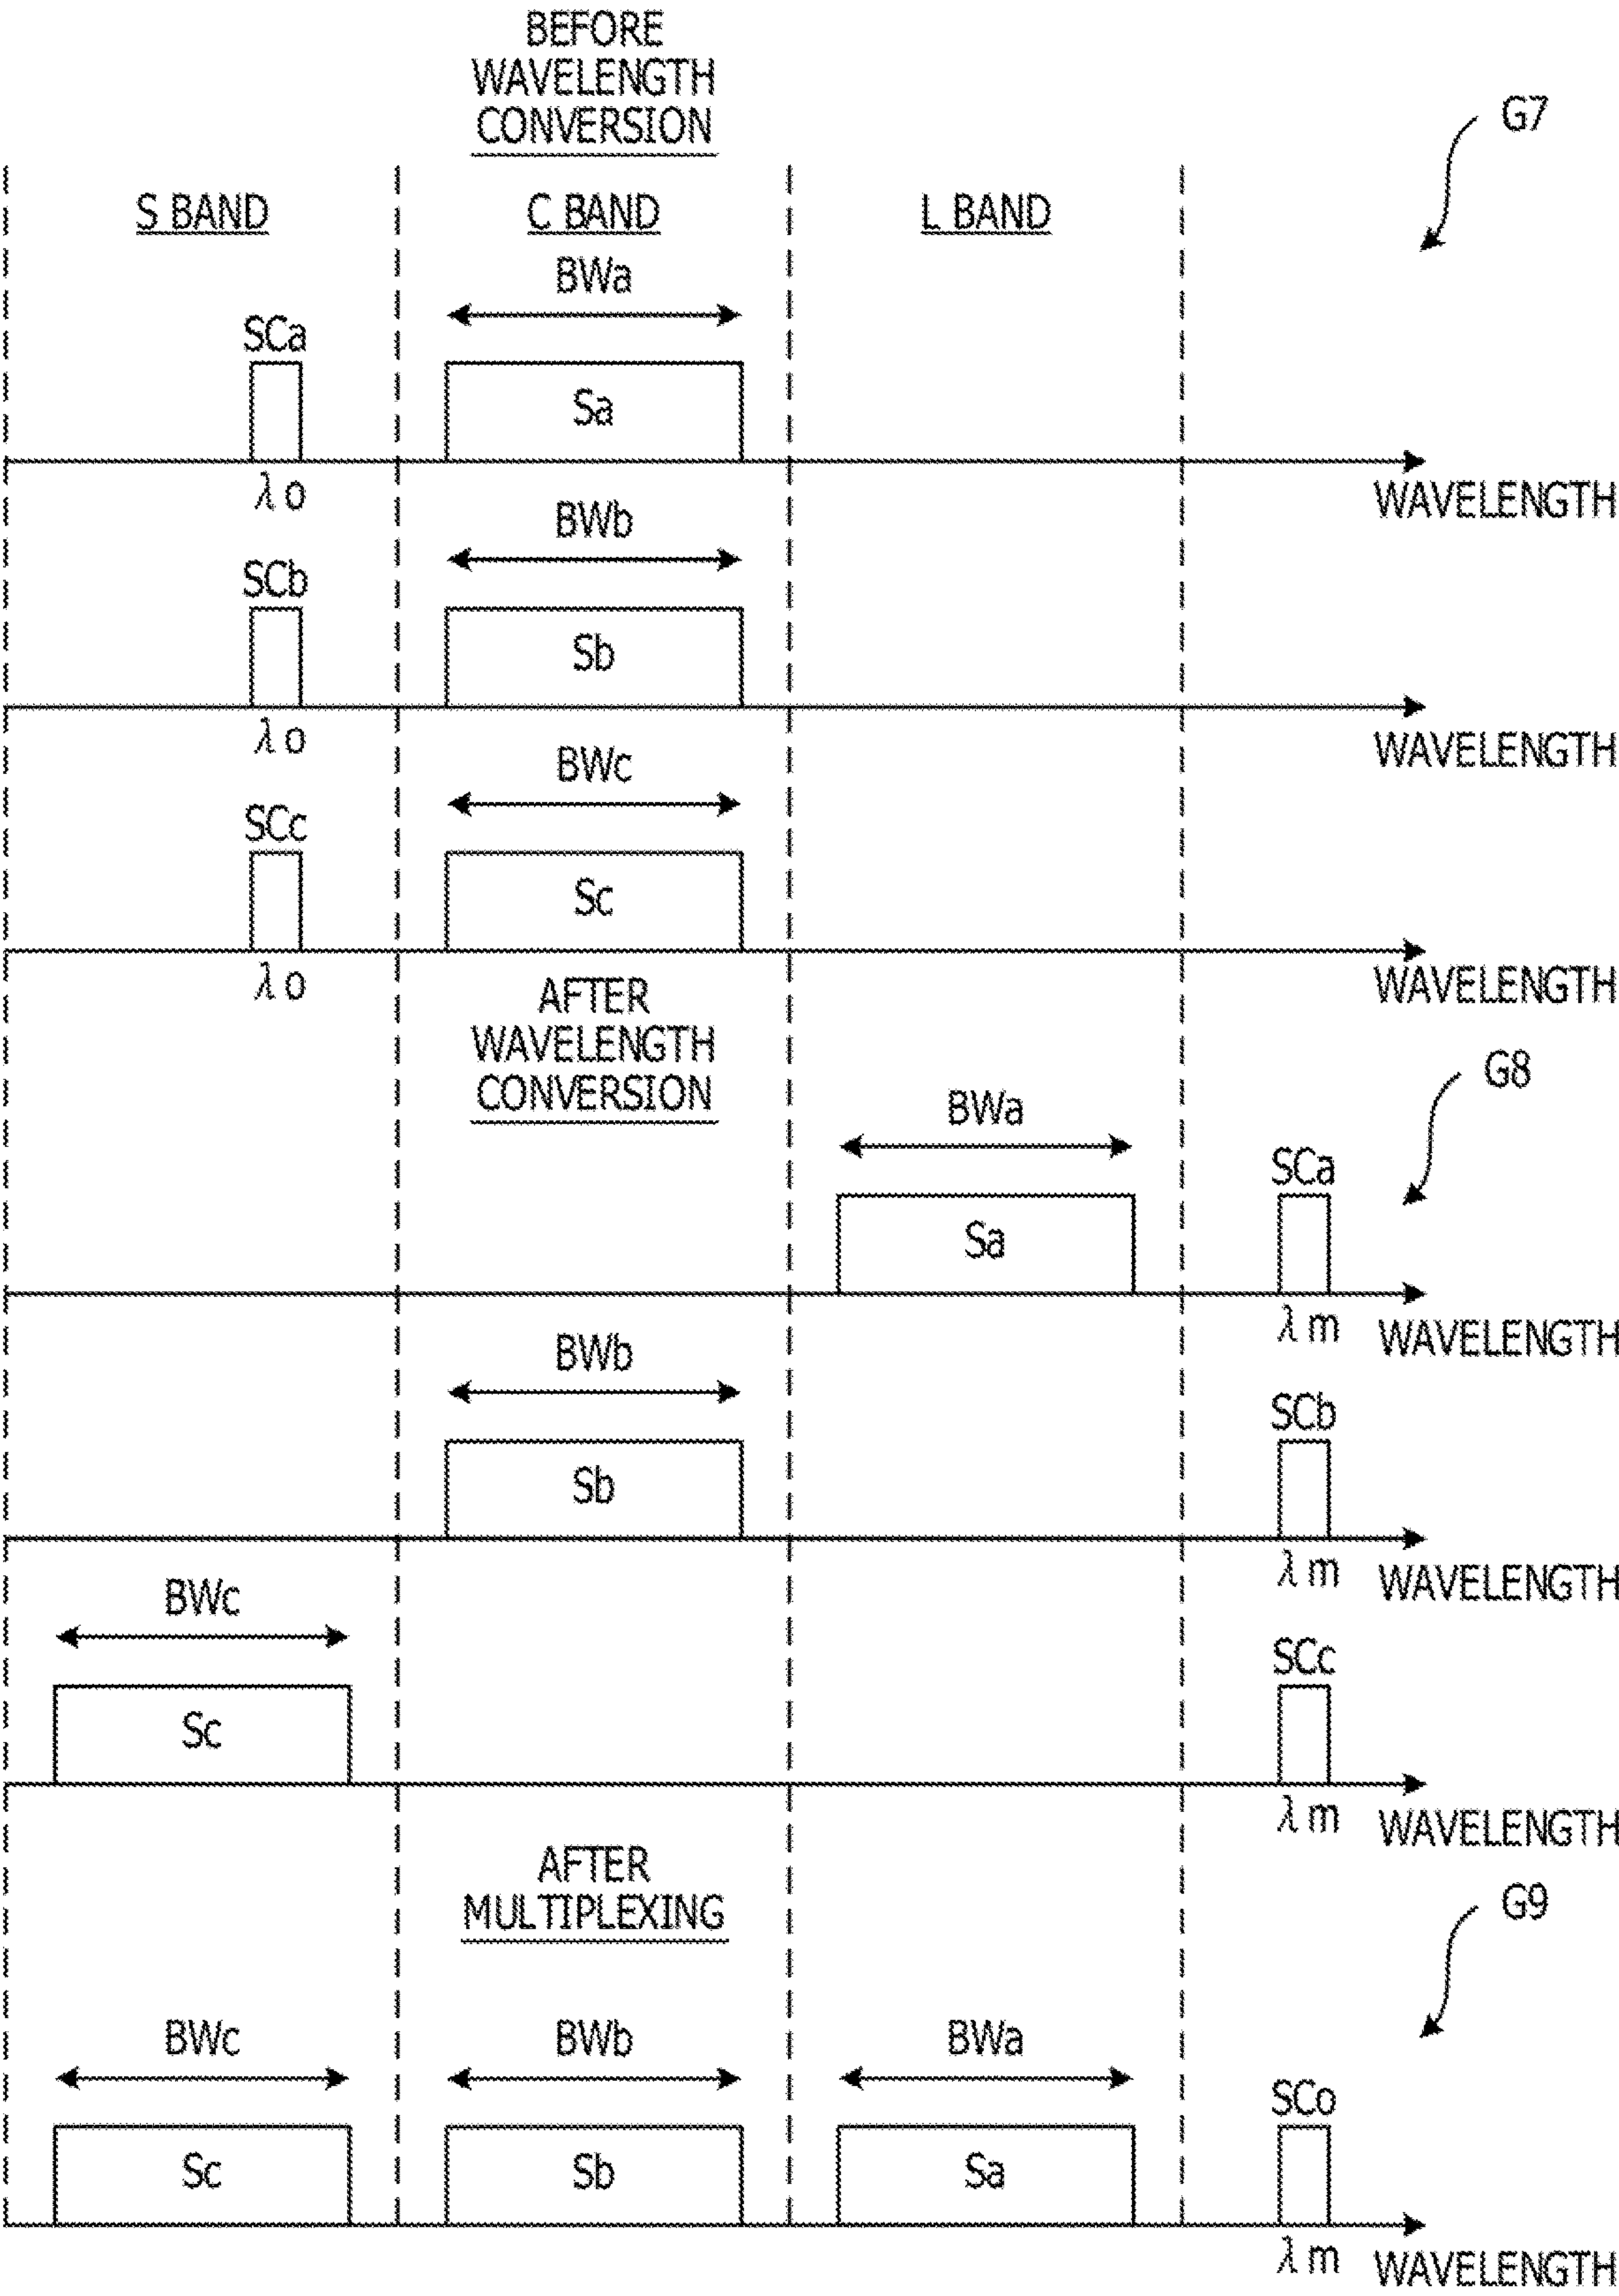 BEFORE
WAVELENGTH
CONVERSION
G7
S BAND
C BAND
L BAND
BWa
SCa
Sa
λo
WAVELENGTH
BWb
SCb
Sb
λo
WAVELENGTH
BWc
SCc
Sc
λo
WAVELENGTH
AFTER
WAVELENGTH
CONVERSION
G8
BWa
SCa
Sa
λm
WAVELENGTH
BWb
SCb
Sb
λm
WAVELENGTH
BWc
SCc
Sc
λm
WAVELENGTH
AFTER
MULTIPLEXING
G9
BWc
BWb
BWa
SCo
Sc
Sb
Sa
λm
WAVELENGTH